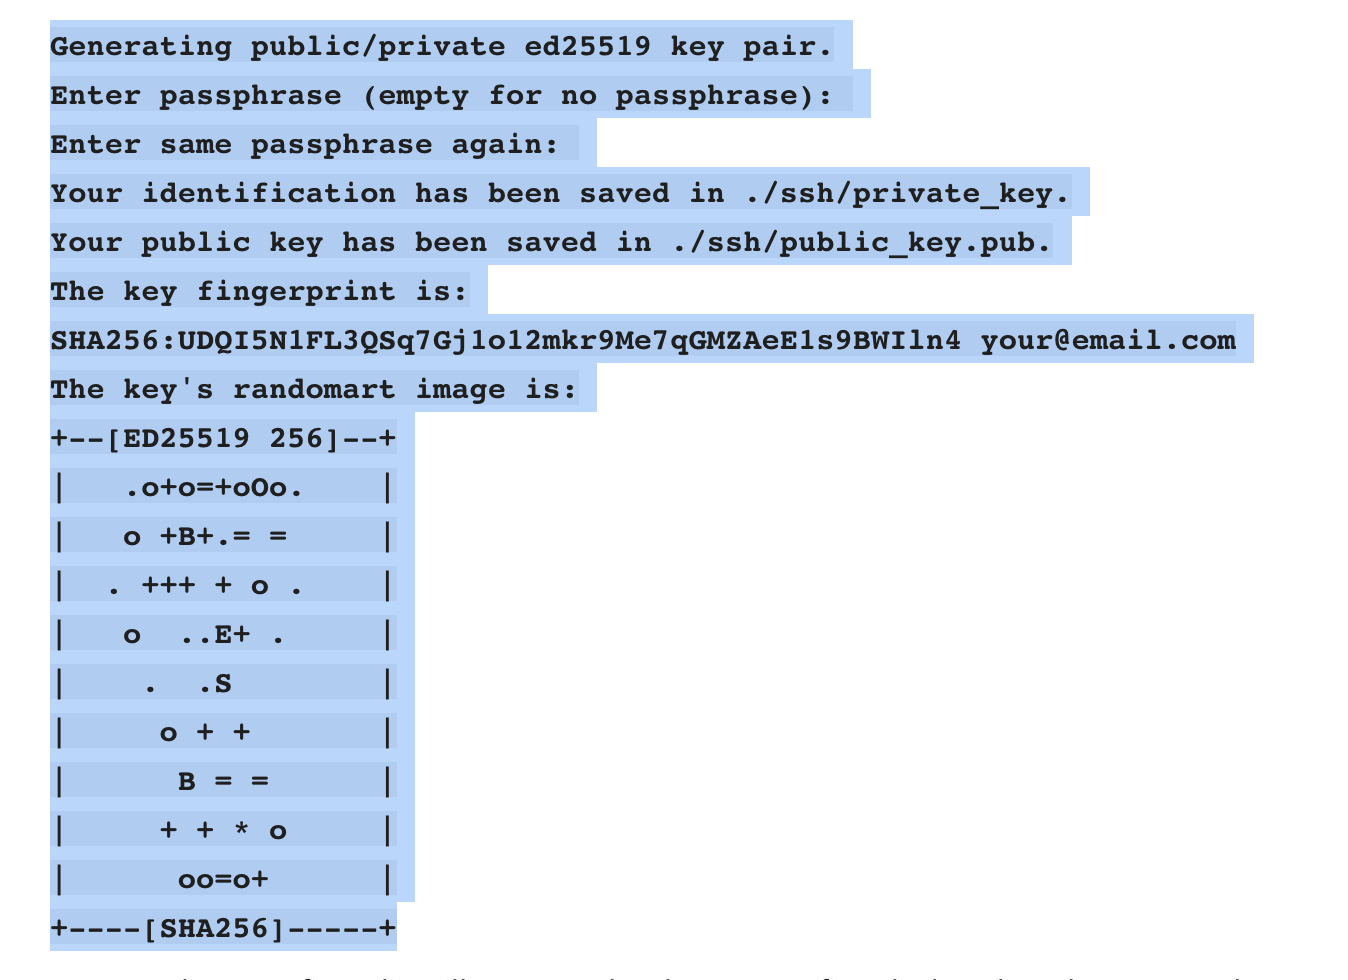 Generating public/private ed25519 key pair.
Enter passphrase (empty for no passphrase):
Enter same passphrase again:
Your identification has been saved in ./ssh/private_key.
Your public key has been saved in ./ssh/public_key.pub.
The key fingerprint is:
SHA256:UDQI5N1FL3QSq7Gj1o12mkr9Me7qGMZAeE1s9BWIln4 your@email.com
The key's randomart image is:
+--[ED25519 256]--+
|   .o+o=+oOo.    |
|   o +B+.= =     |
|  . +++ + o .    |
|   o  ..E+ .     |
|    .  .S        |
|     o + +       |
|      B = =      |
|     + + * o     |
|      oo=o+      |
+----[SHA256]-----+